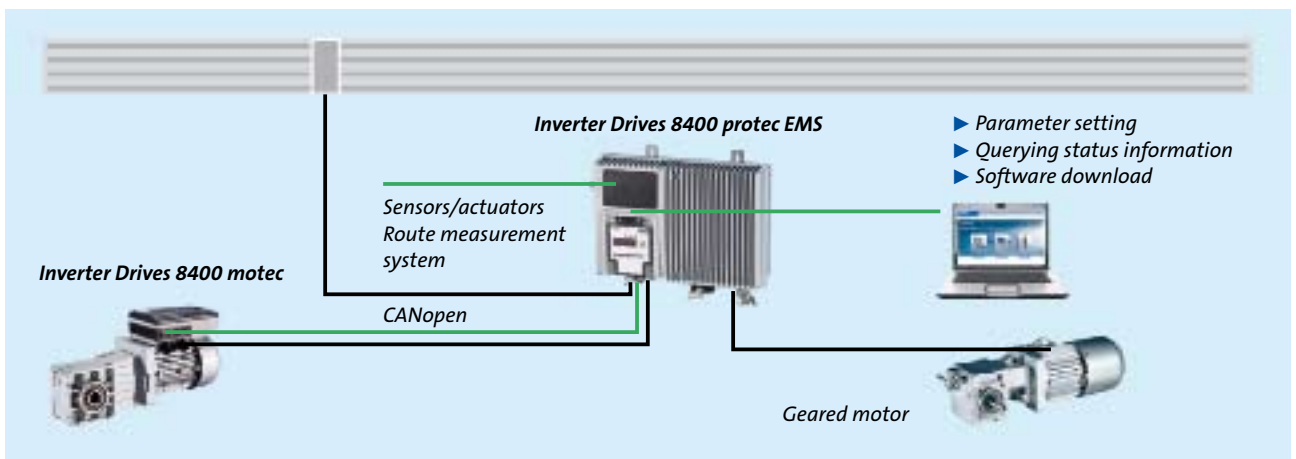 Inverter Drives 8400 protec EMS
▶ Parameter setting
▶ Querying status information
▶ Software download
Sensors/actuators
Route measurement
system
Inverter Drives 8400 motec
CANopen
Geared motor